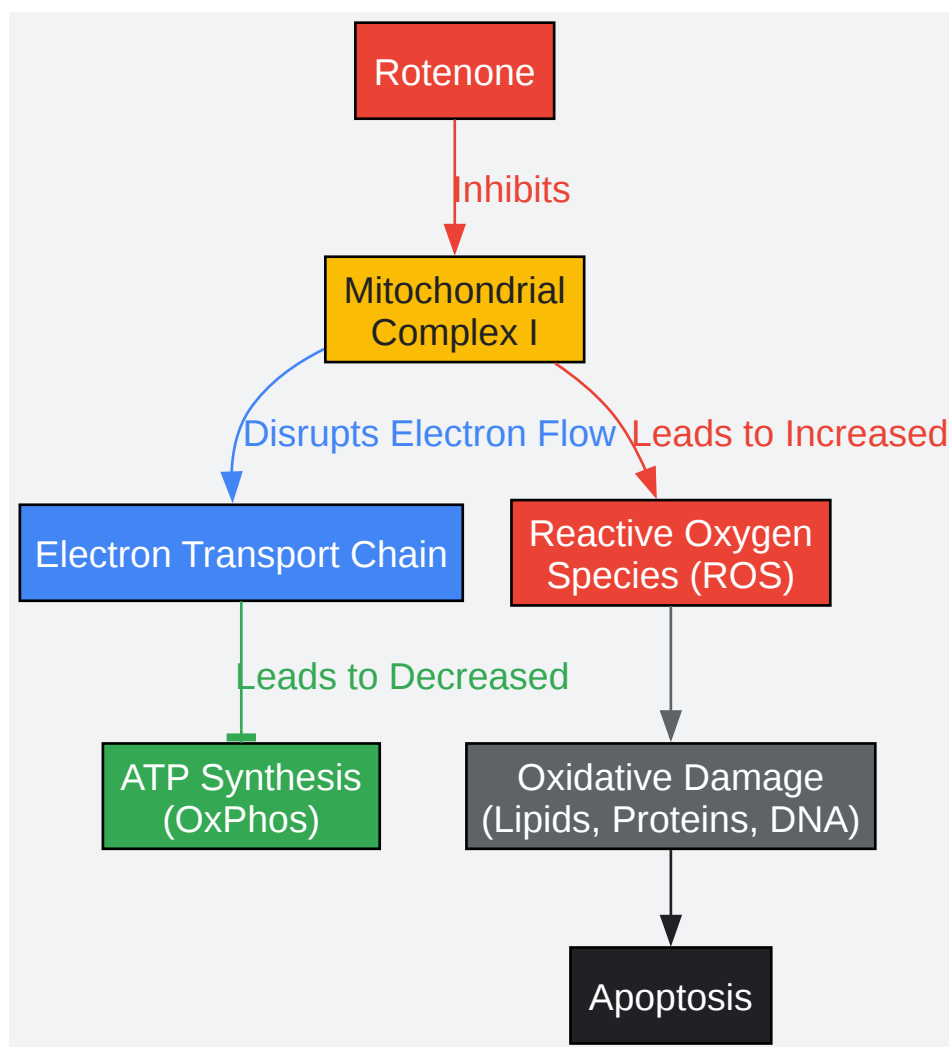 Rotenone
Inhibits
Mitochondrial
Complex I
Disrupts Electron Flow
Leads to Increased
Electron Transport Chain
Reactive Oxygen
Species (ROS)
Leads to Decreased
ATP Synthesis
(OxPhos)
Oxidative Damage
(Lipids, Proteins, DNA)
Apoptosis